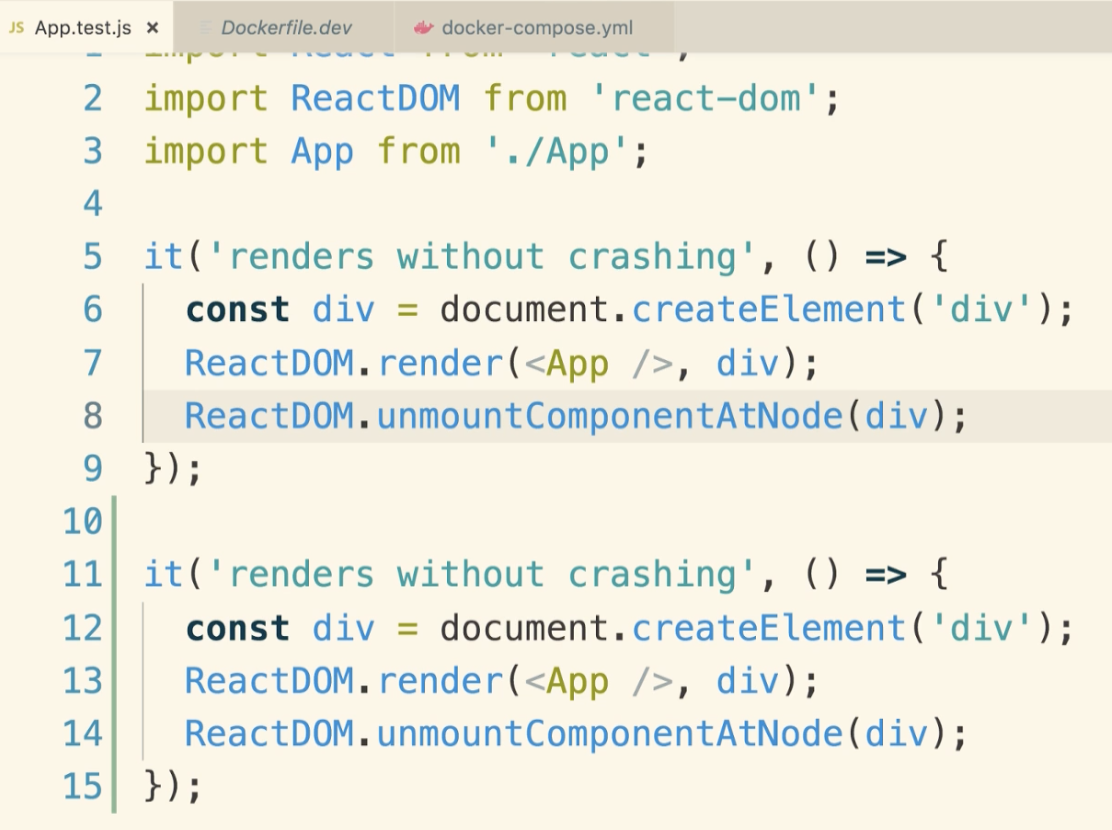 JS App.test.js × Dockerfile.dev docker-compose.yml
2 import ReactDOM from 'react-dom';
3 import App from './App';
4
5 it('renders without crashing', () => {
6 const div = document.createElement('div');
7 ReactDOM.render(<App />, div);
8 ReactDOM.unmountComponentAtNode(div);
9 });
10
11 it('renders without crashing', () => {
12 const div = document.createElement('div');
13 ReactDOM.render(<App />, div);
14 ReactDOM.unmountComponentAtNode(div);
15 });